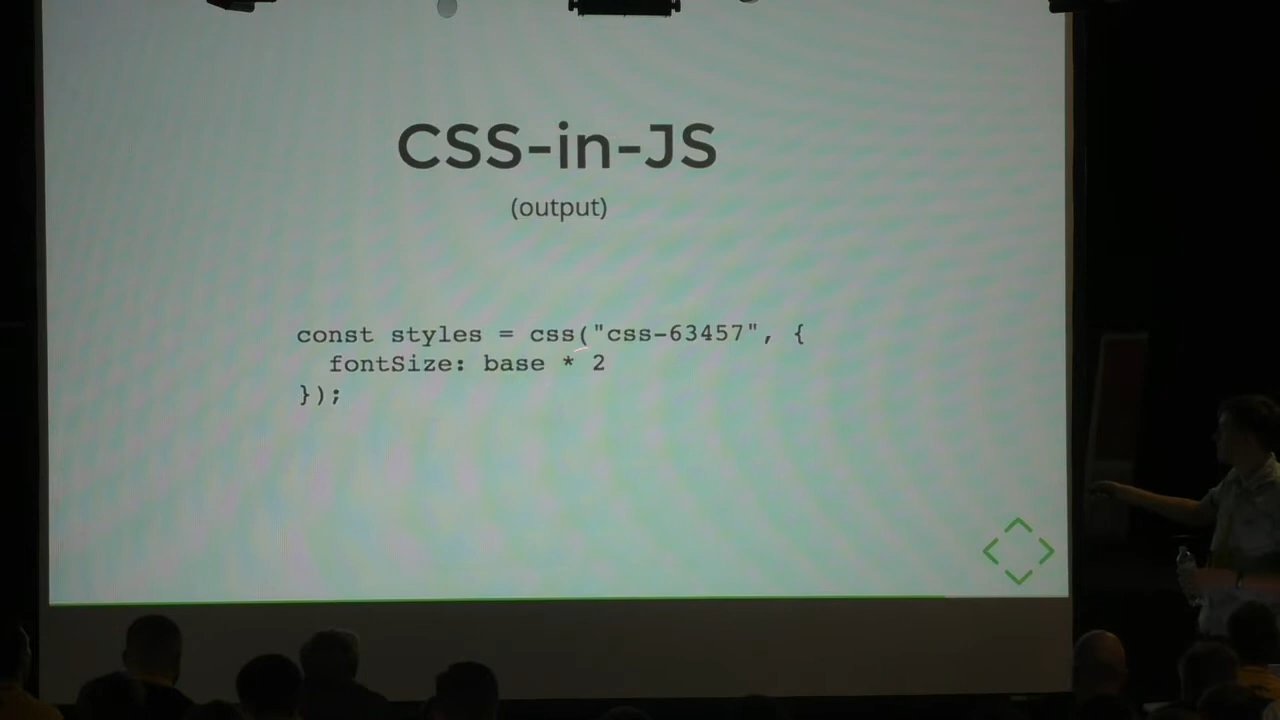 CSS-in-JS
(output)
const styles = css("css-63457", {
  fontSize: base * 2
});